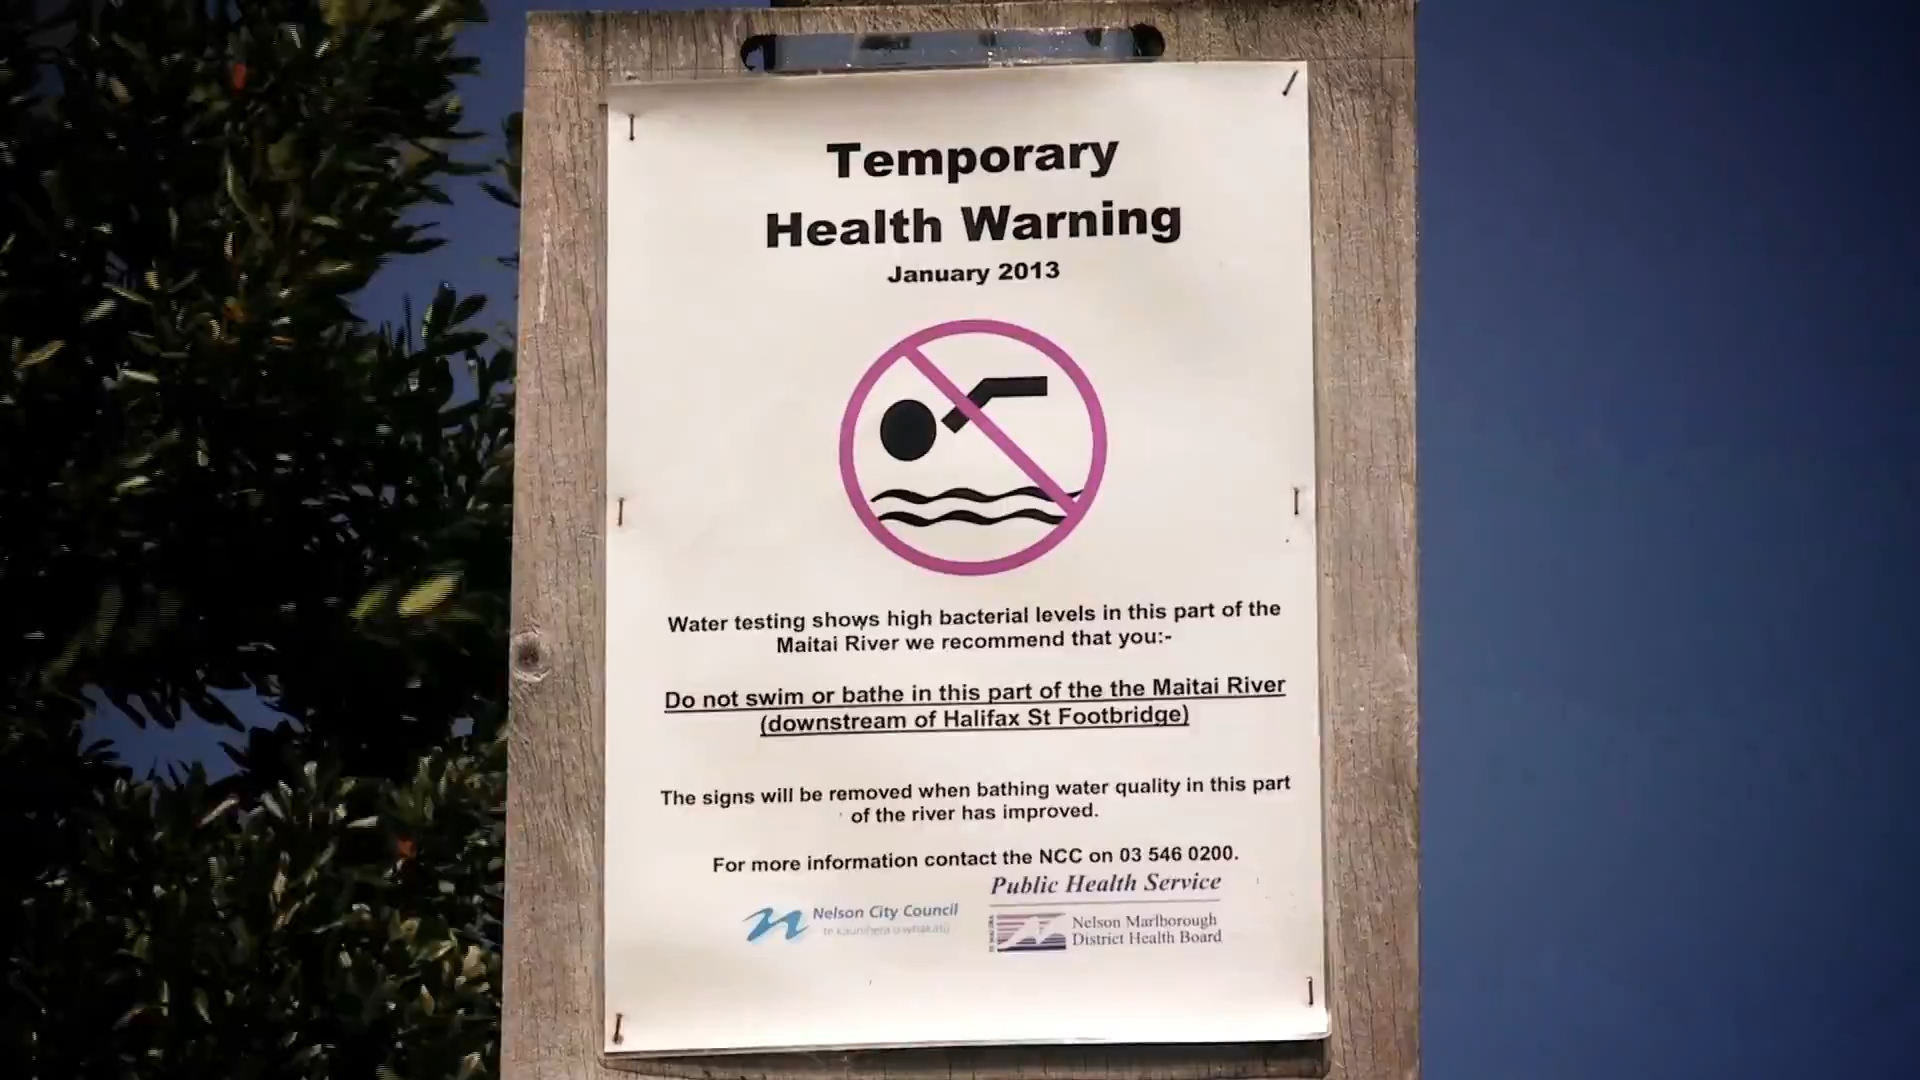 Temporary
Health Warning
January 2013
Water testing shows high bacterial levels in this part of the
Maitai River we recommend that you:-
Do not swim or bathe in this part of the the Maitai River
(downstream of Halifax St Footbridge)
The signs will be removed when bathing water quality in this part
of the river has improved.
For more information contact the NCC on 03 546 0200.
Public Health Service
Nelson City Council
te kaunihera o whakatū
Nelson Marlborough
District Health Board